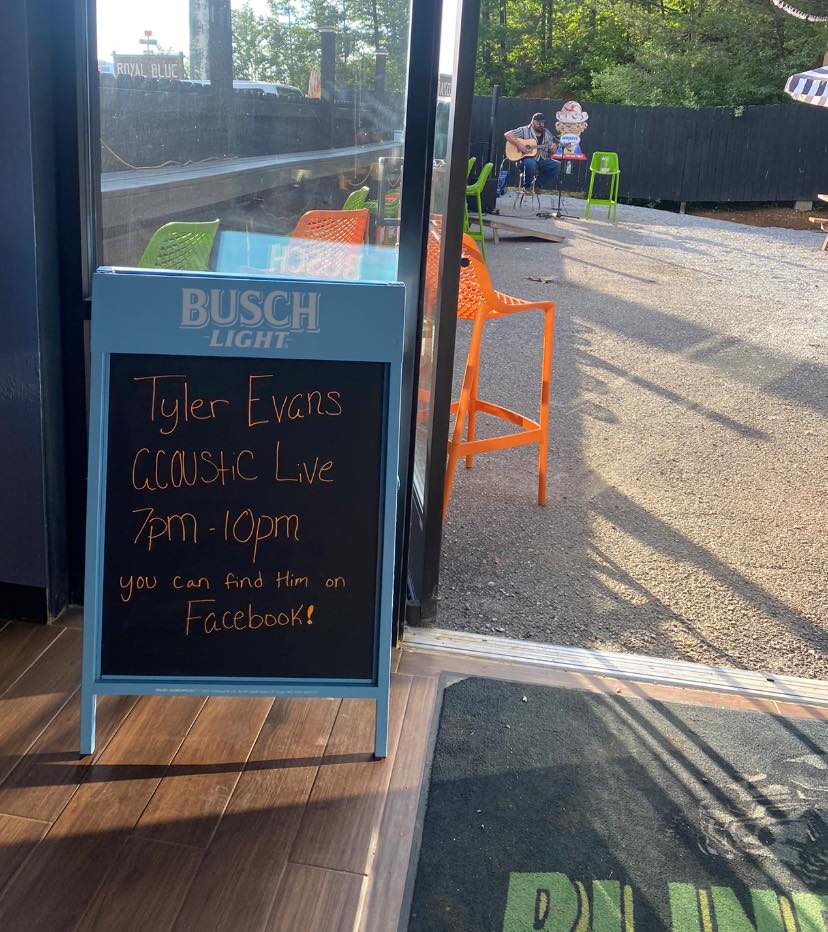 ROYAL BLUE
BUSCH
-LIGHT-
Tyler Evans
acoustic Live
7pm-10pm
you can find Him on
Facebook!